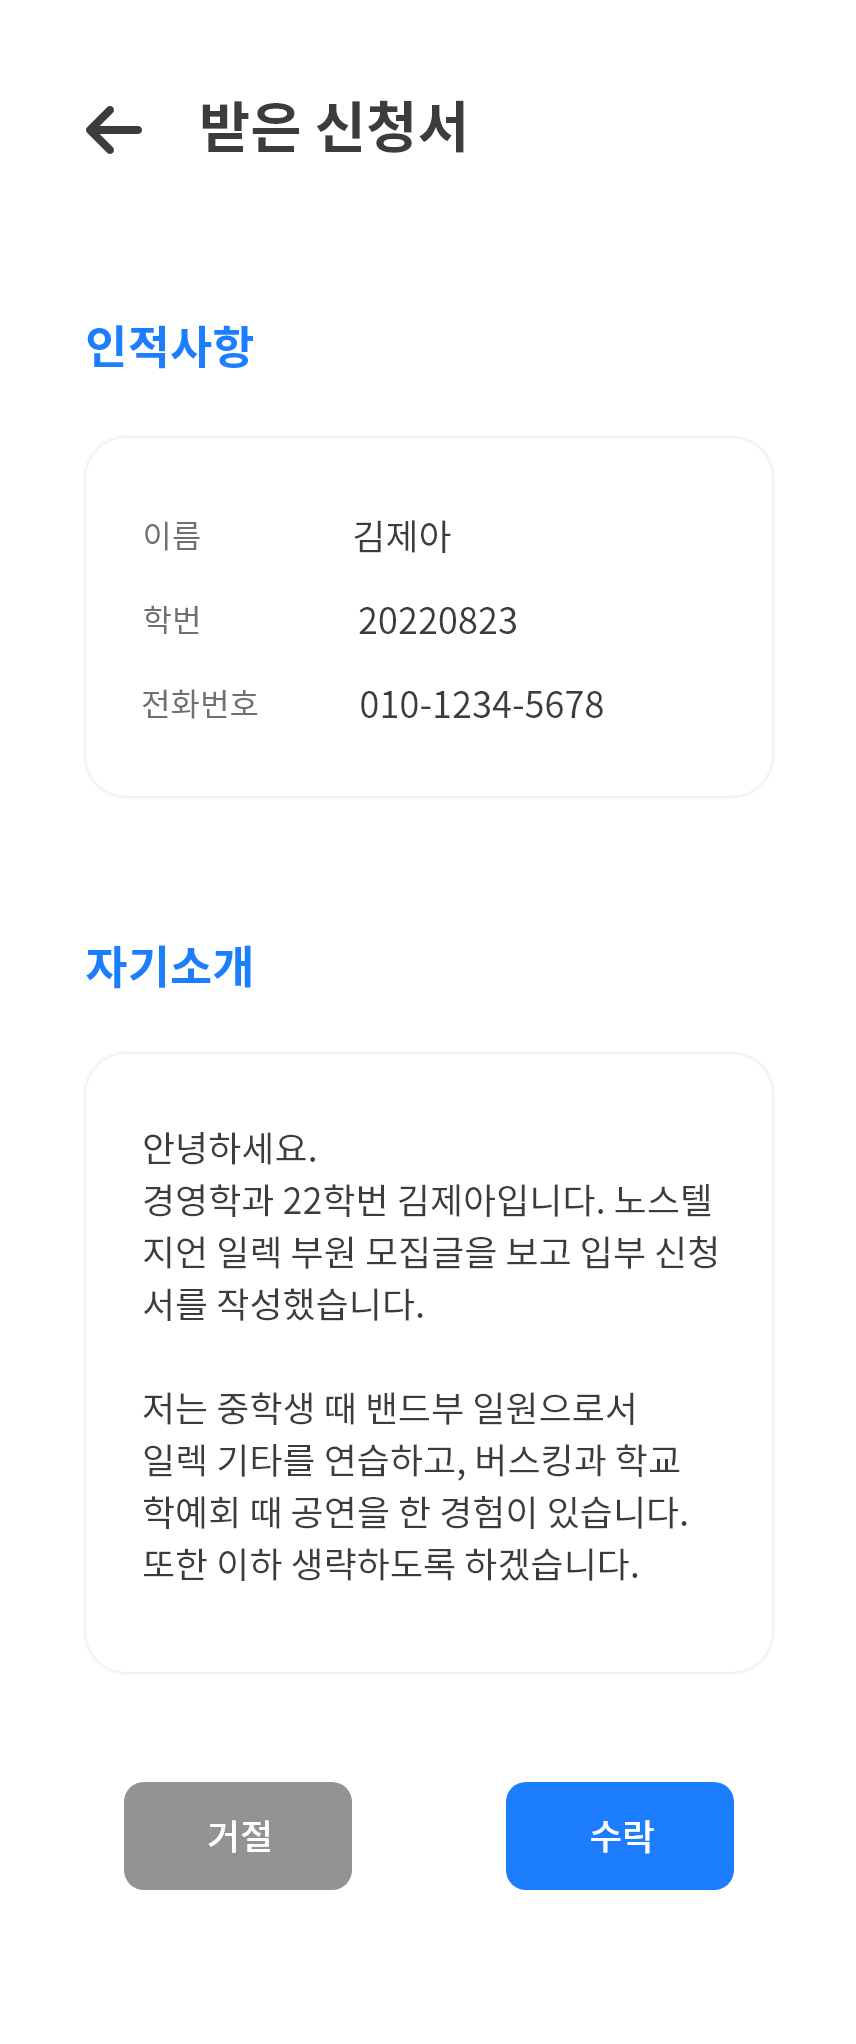 받은 신청서
인적사항
이름 김제아
학번 20220823
전화번호 010-1234-5678
자기소개
안녕하세요.
경영학과 22학번 김제아입니다. 노스텔
지언 일렉 부원 모집글을 보고 입부 신청
서를 작성했습니다.
저는 중학생 때 밴드부 일원으로서
일렉 기타를 연습하고, 버스킹과 학교
학예회 때 공연을 한 경험이 있습니다.
또한 이하 생략하도록 하겠습니다.
거절 수락